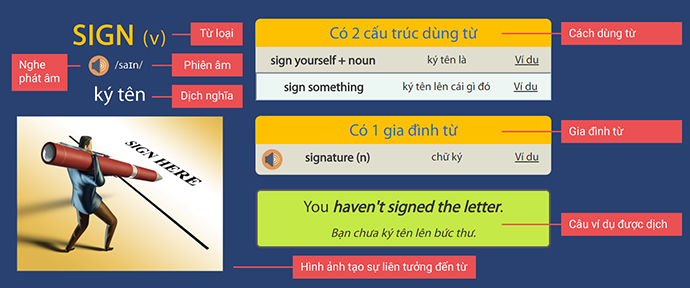 SIGN (v)
Từ loại
Nghe
phát âm
/saɪn/
Phiên âm
ký tên
Dịch nghĩa
SIGN HERE
Hình ảnh tạo sự liên tưởng đến từ
Có 2 cấu trúc dùng từ
Cách dùng từ
sign yourself + noun ký tên là Ví dụ
sign something ký tên lên cái gì đó Ví dụ
Có 1 gia đình từ
Gia đình từ
signature (n) chữ ký Ví dụ
You haven't signed the letter.
Bạn chưa ký tên lên bức thư.
Câu ví dụ được dịch